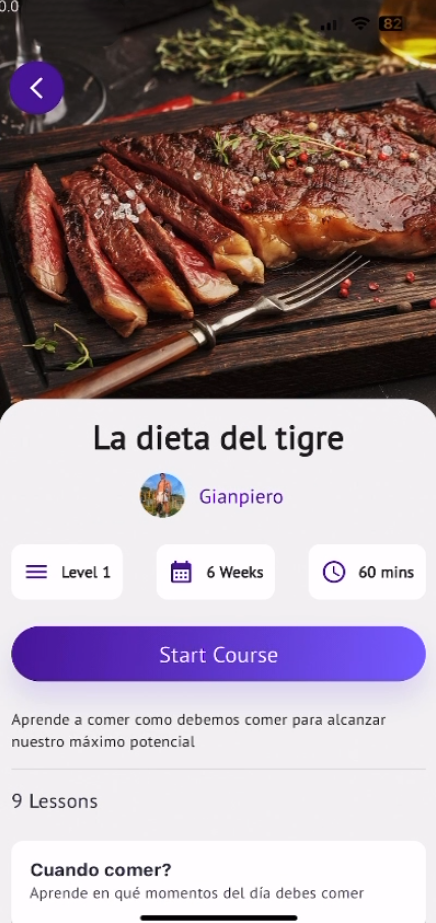 0.0
82
La dieta del tigre
Gianpiero
Level 1
6 Weeks
60 mins
Start Course
Aprende a comer como debemos comer para alcanzar
nuestro máximo potencial
9 Lessons
Cuando comer?
Aprende en qué momentos del día debes comer